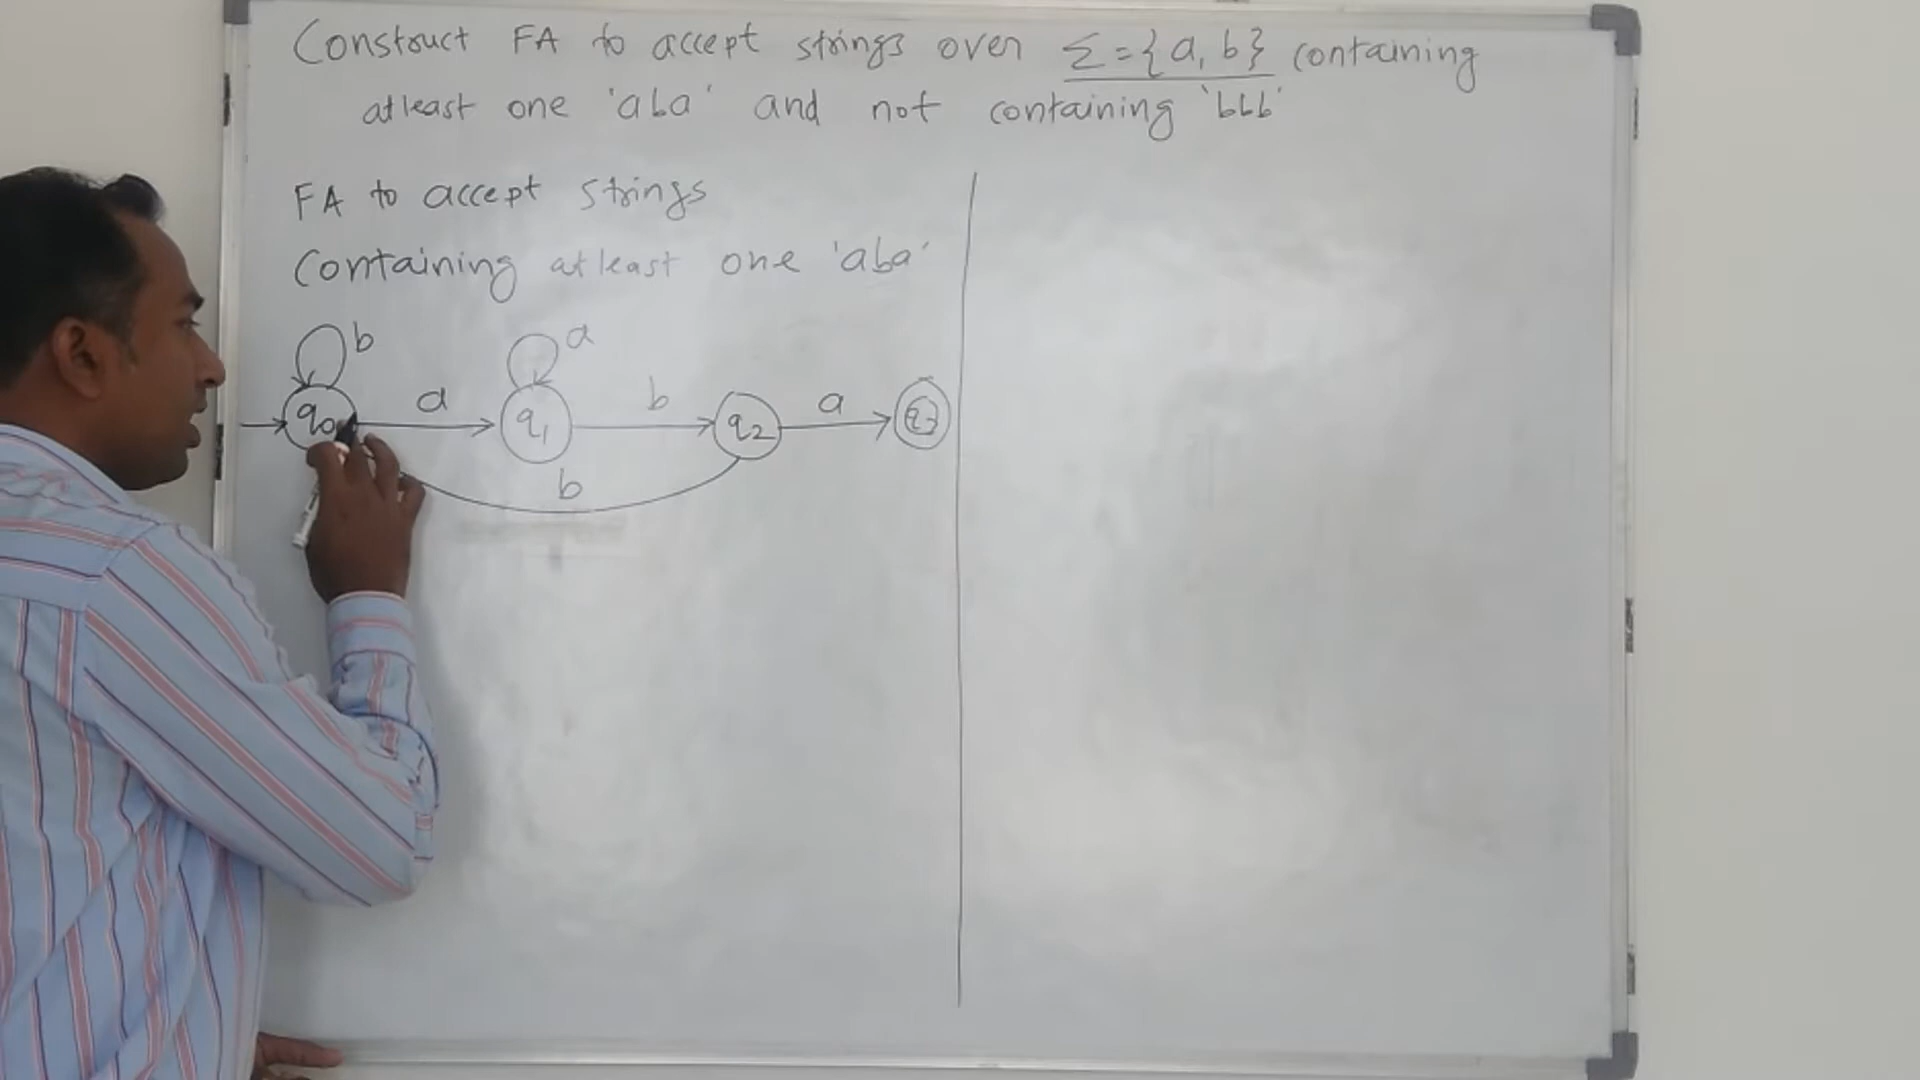 Construct FA to accept strings over Σ={a, b} containing
atleast one 'aba' and not containing 'bbb'
FA to accept strings
containing atleast one 'aba'
b a
a b a
q0 q1 q2 q3
b